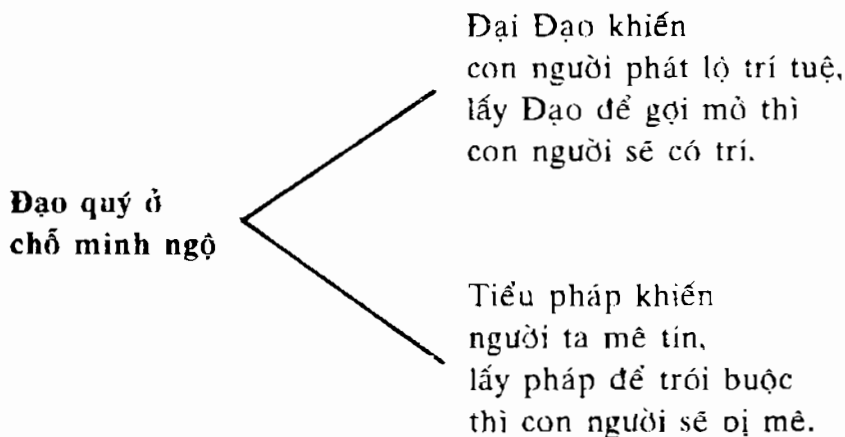 Đại Đạo khiến
con người phát lộ trí tuệ,
lấy Đạo để gợi mở thì
con người sẽ có trí.
Đạo quý ở
chỗ minh ngộ
Tiểu pháp khiến
người ta mê tín,
lấy pháp để trói buộc
thì con người sẽ bị mê.